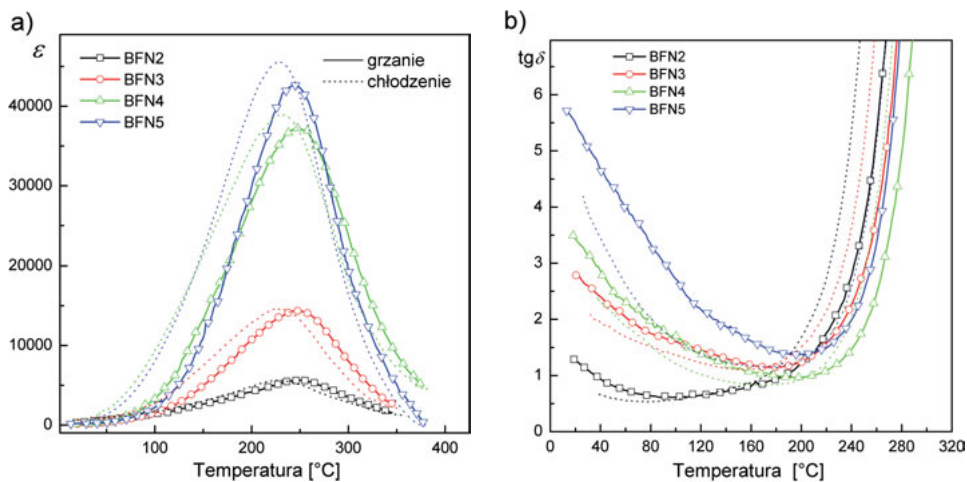 a)
ε
BFN2
BFN3
BFN4
BFN5
grzanie
chłodzenie
40000
30000
20000
10000
0
100
200
300
400
Temperatura [°C]
b)
tgδ
BFN2
BFN3
BFN4
BFN5
6
5
4
3
2
1
0
0
40
80
120
160
200
240
280
320
Temperatura [°C]